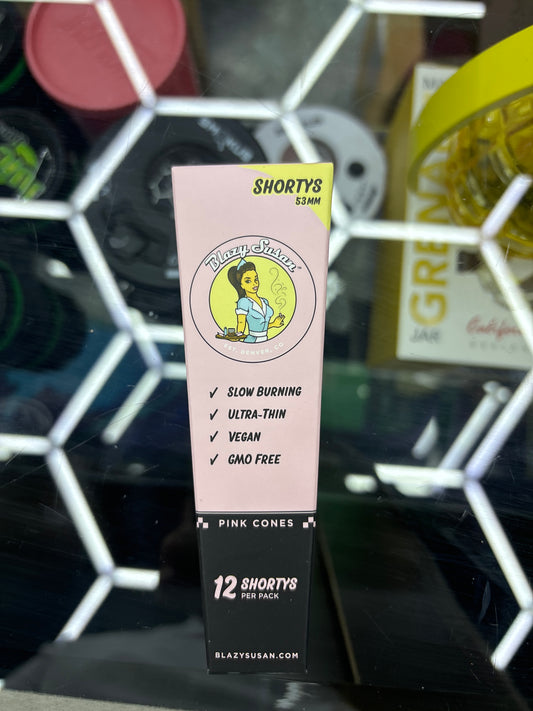 SHORTYS
53MM
Blazy Susan
EST. DENVER, CO
✓ SLOW BURNING
✓ ULTRA-THIN
✓ VEGAN
✓ GMO FREE
PINK CONES
12 SHORTYS
PER PACK
BLAZYSUSAN.COM
JAR